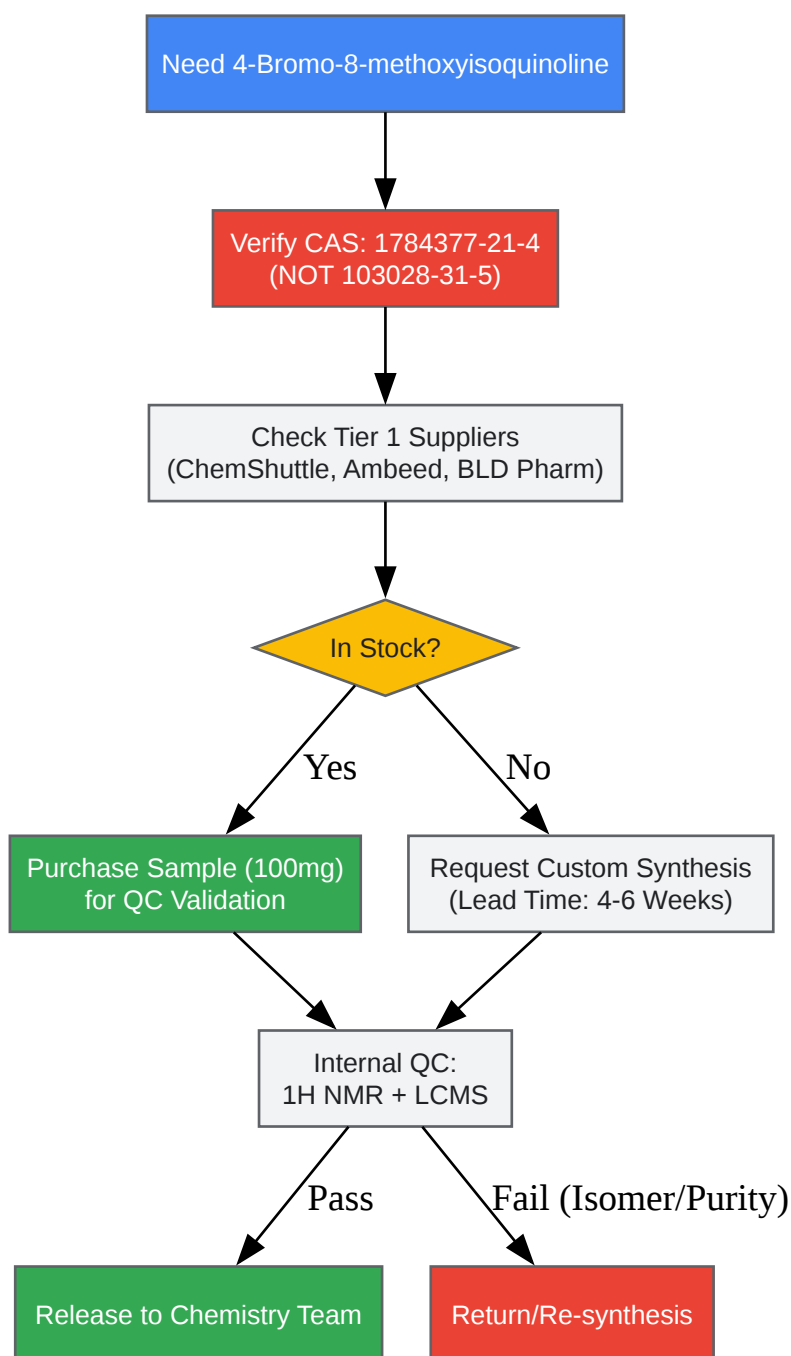 Need 4-Bromo-8-methoxyisoquinoline
Verify CAS: 1784377-21-4
(NOT 103028-31-5)
Check Tier 1 Suppliers
(ChemShuttle, Ambeed, BLD Pharm)
In Stock?
Yes
No
Purchase Sample (100mg)
for QC Validation
Request Custom Synthesis
(Lead Time: 4-6 Weeks)
Internal QC:
1H NMR + LCMS
Pass
Fail (Isomer/Purity)
Release to Chemistry Team
Return/Re-synthesis